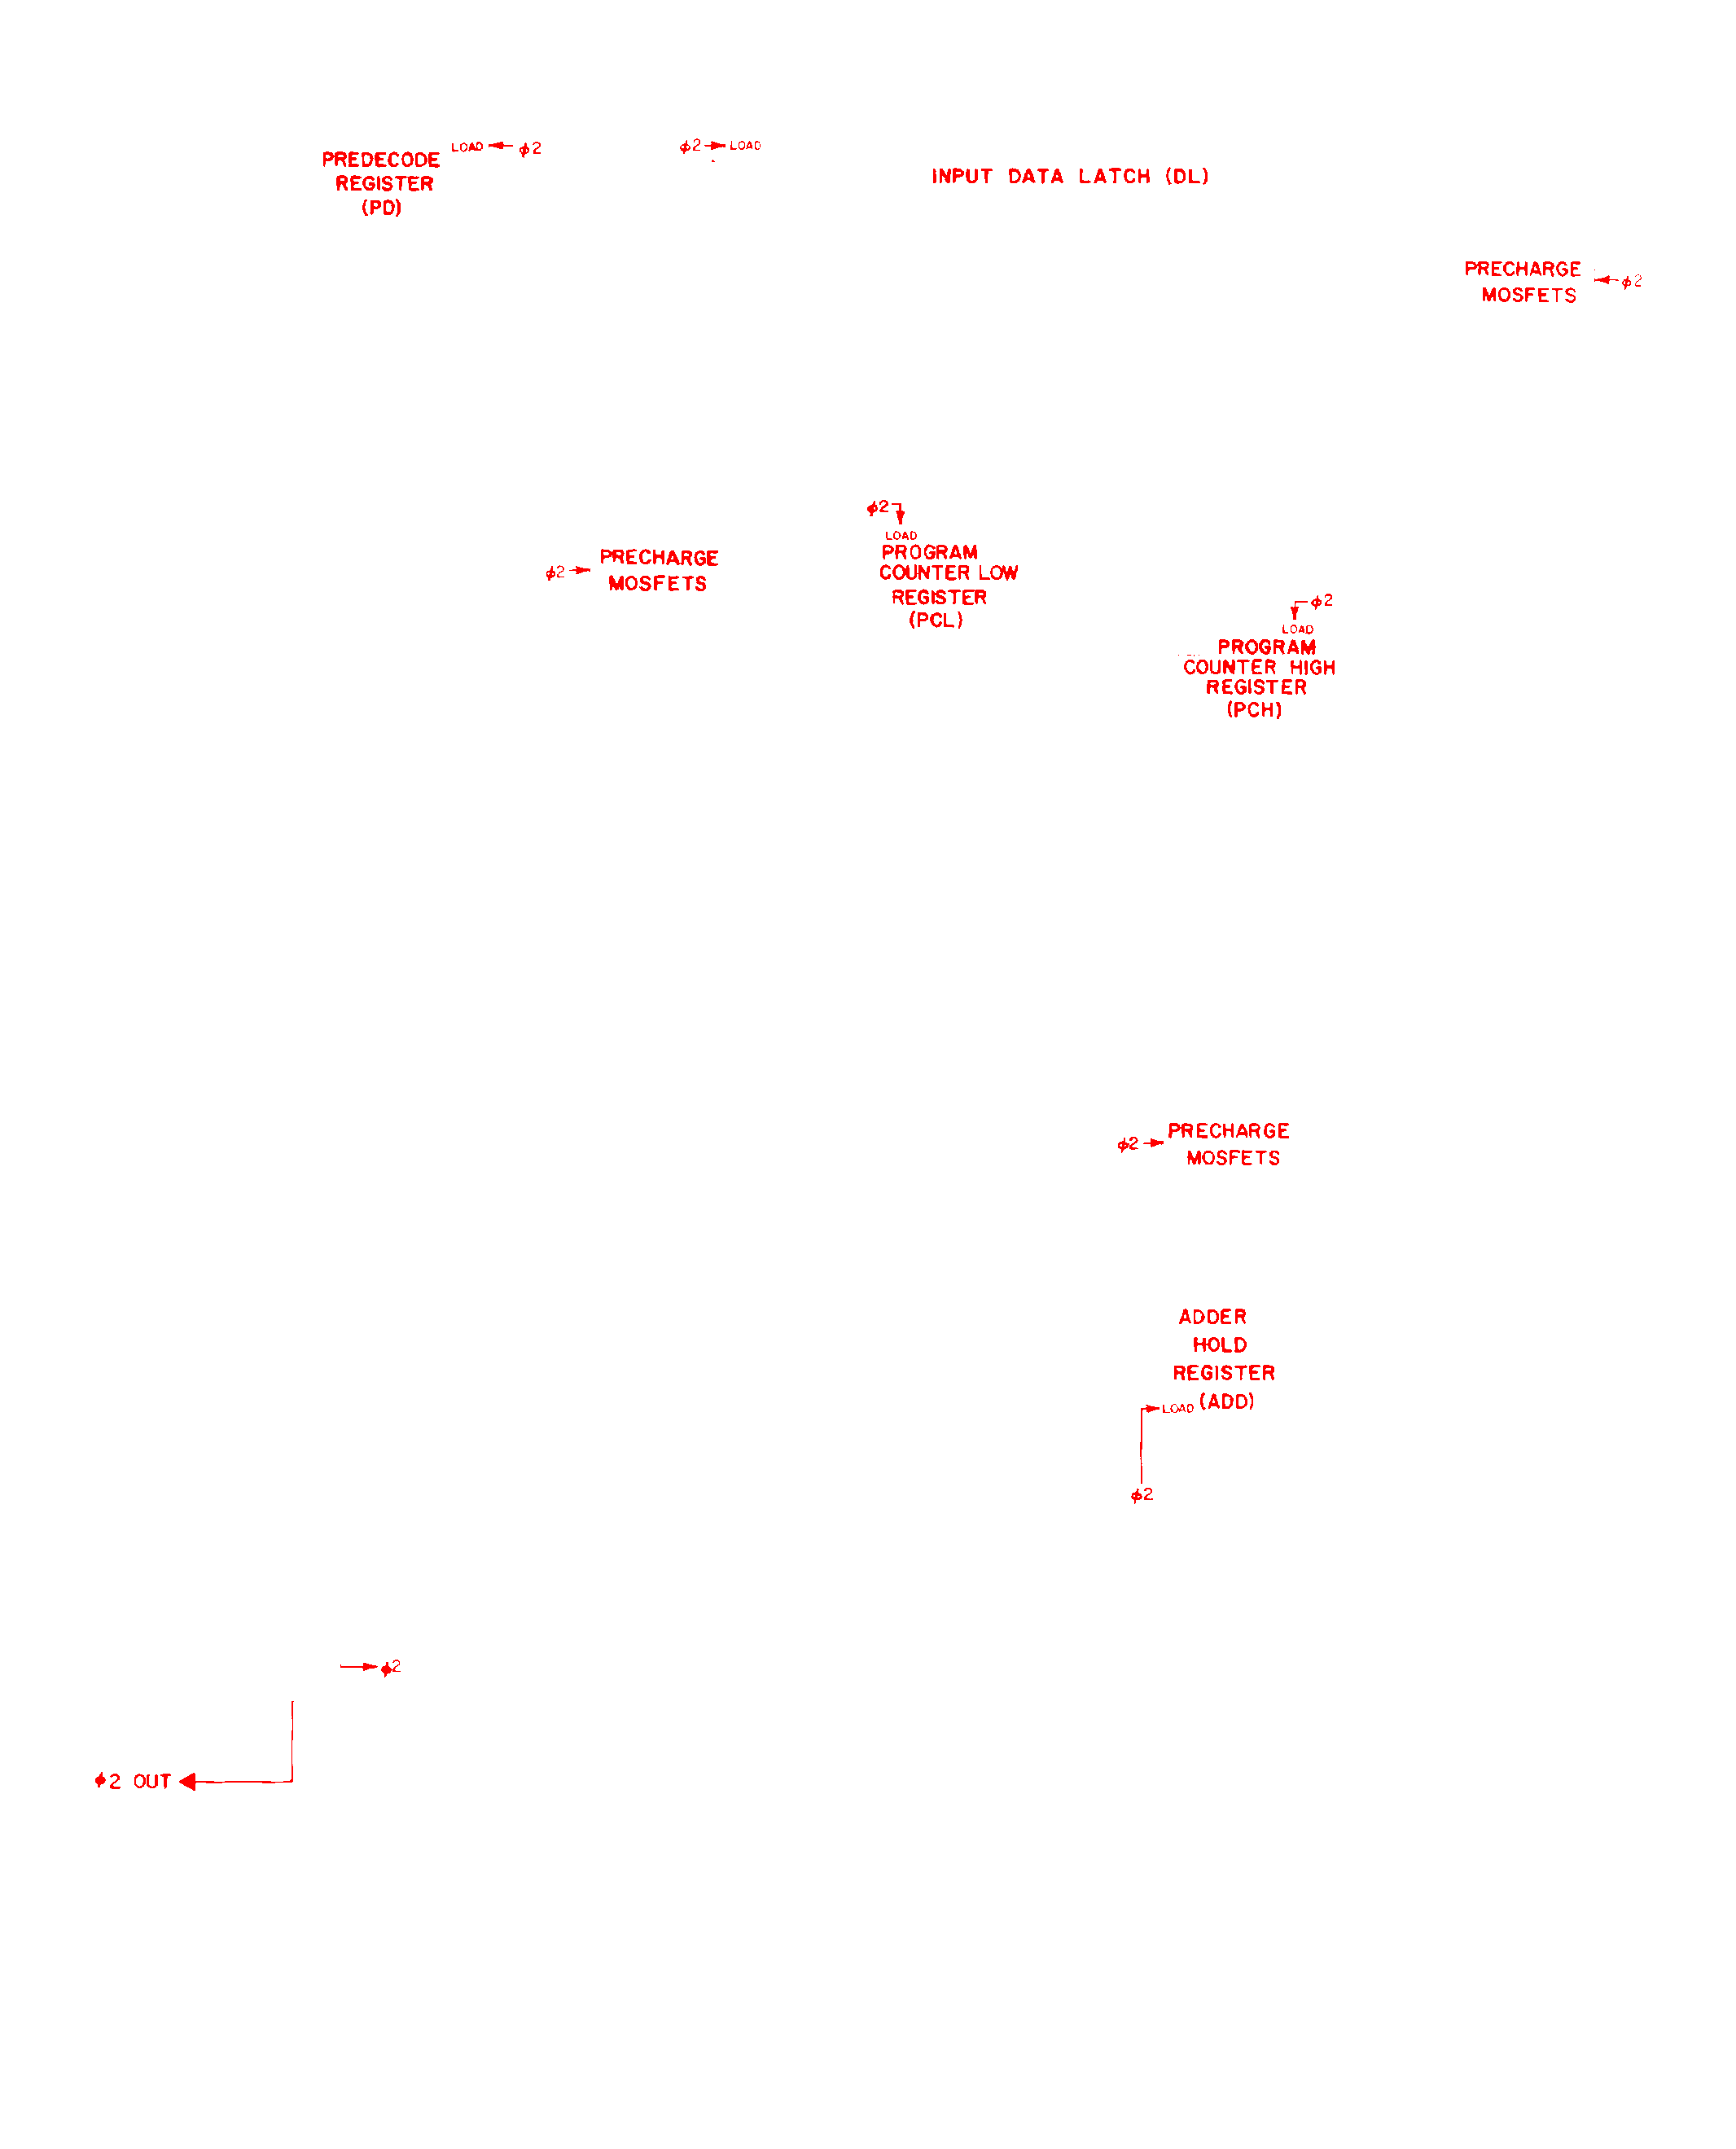 LOAD ϕ2
PREDECODE
REGISTER
(PD)
ϕ2 LOAD
INPUT DATA LATCH (DL)
PRECHARGE
MOSFETS
ϕ2
ϕ2
PRECHARGE
MOSFETS
ϕ2
LOAD
PROGRAM
COUNTER LOW
REGISTER
(PCL)
ϕ2
LOAD
PROGRAM
COUNTER HIGH
REGISTER
(PCH)
ϕ2
PRECHARGE
MOSFETS
ADDER
HOLD
REGISTER
LOAD (ADD)
ϕ2
ϕ2
ϕ2 OUT